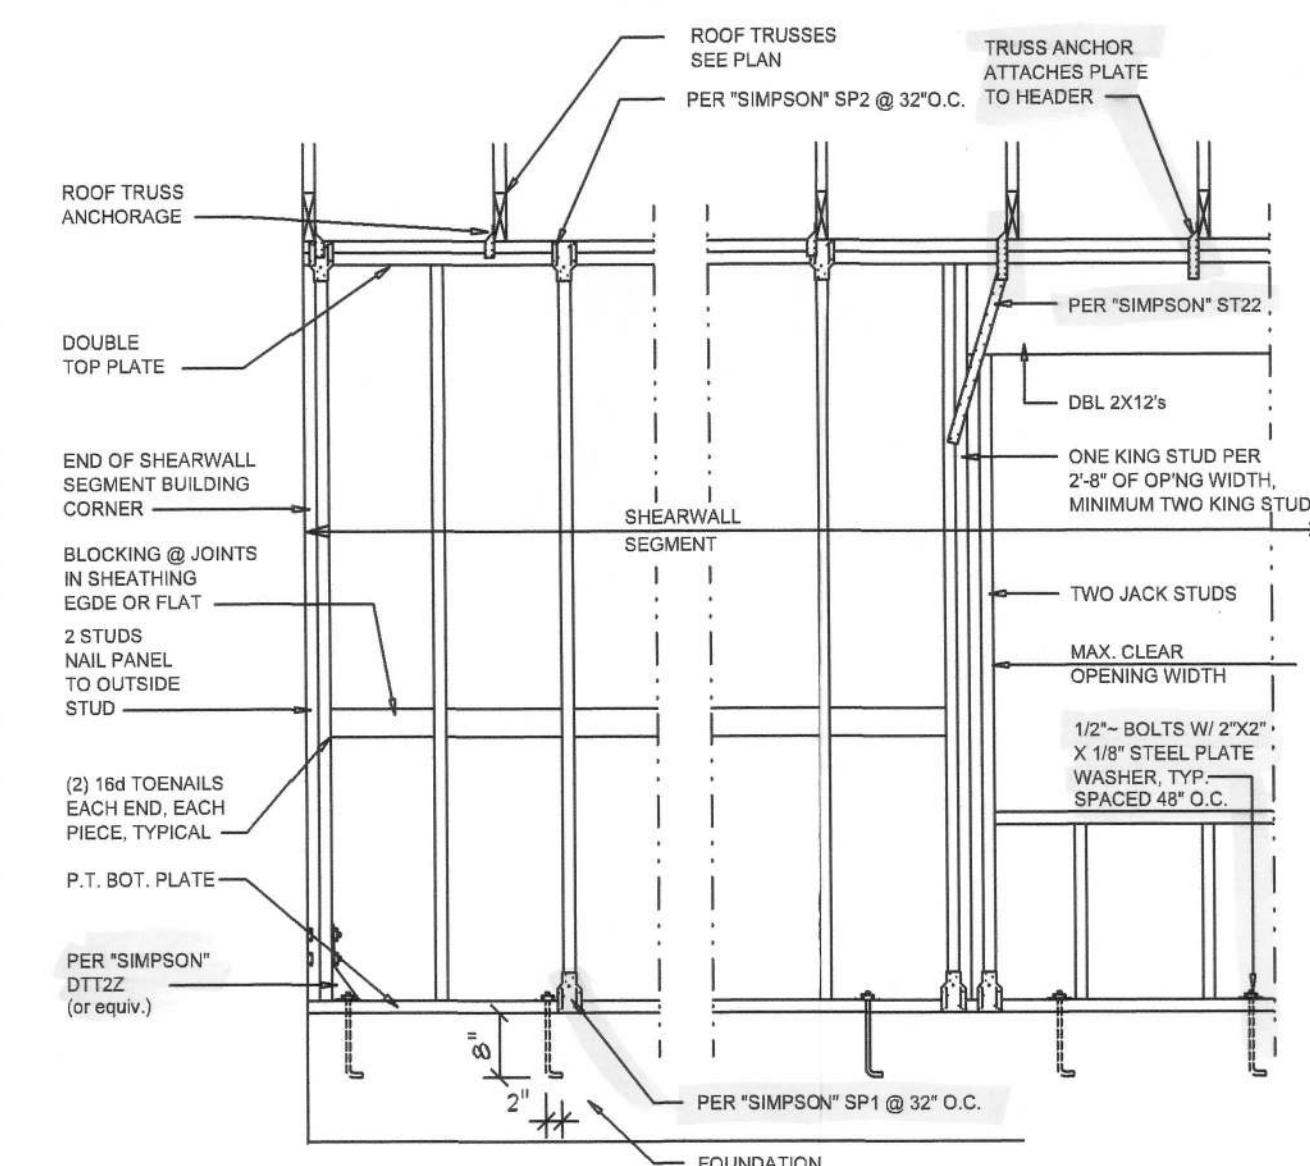 ROOF TRUSSES
SEE PLAN
PER "SIMPSON" SP2 @ 32"O.C.
TRUSS ANCHOR
ATTACHES PLATE
TO HEADER
ROOF TRUSS
ANCHORAGE
DOUBLE
TOP PLATE
PER "SIMPSON" ST22
DBL 2X12's
END OF SHEARWALL
SEGMENT BUILDING
CORNER
ONE KING STUD PER
2'-8" OF OP'NG WIDTH,
MINIMUM TWO KING STUD
SHEARWALL
SEGMENT
BLOCKING @ JOINTS
IN SHEATHING
EGDE OR FLAT
TWO JACK STUDS
2 STUDS
NAIL PANEL
TO OUTSIDE
STUD
MAX. CLEAR
OPENING WIDTH
1/2"~ BOLTS W/ 2"X2"
X 1/8" STEEL PLATE
WASHER, TYP.
SPACED 48" O.C.
(2) 16d TOENAILS
EACH END, EACH
PIECE, TYPICAL
P.T. BOT. PLATE
PER "SIMPSON"
DTT2Z
(or equiv.)
8"
2"
PER "SIMPSON" SP1 @ 32" O.C.
FOUNDATION